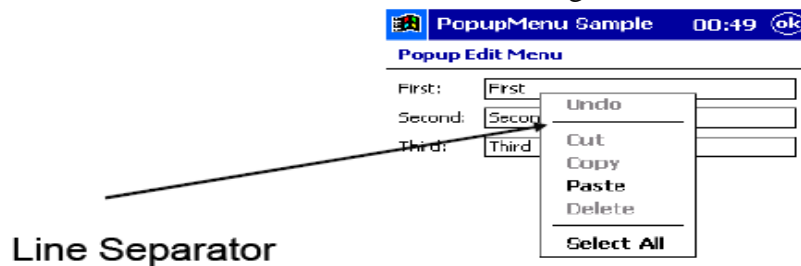 PopupMenu Sample 00:49 ok
Popup Edit Menu
First: First
Undo
Second: Secon
Cut
Third: Third
Copy
Paste
Delete
Select All
Line Separator